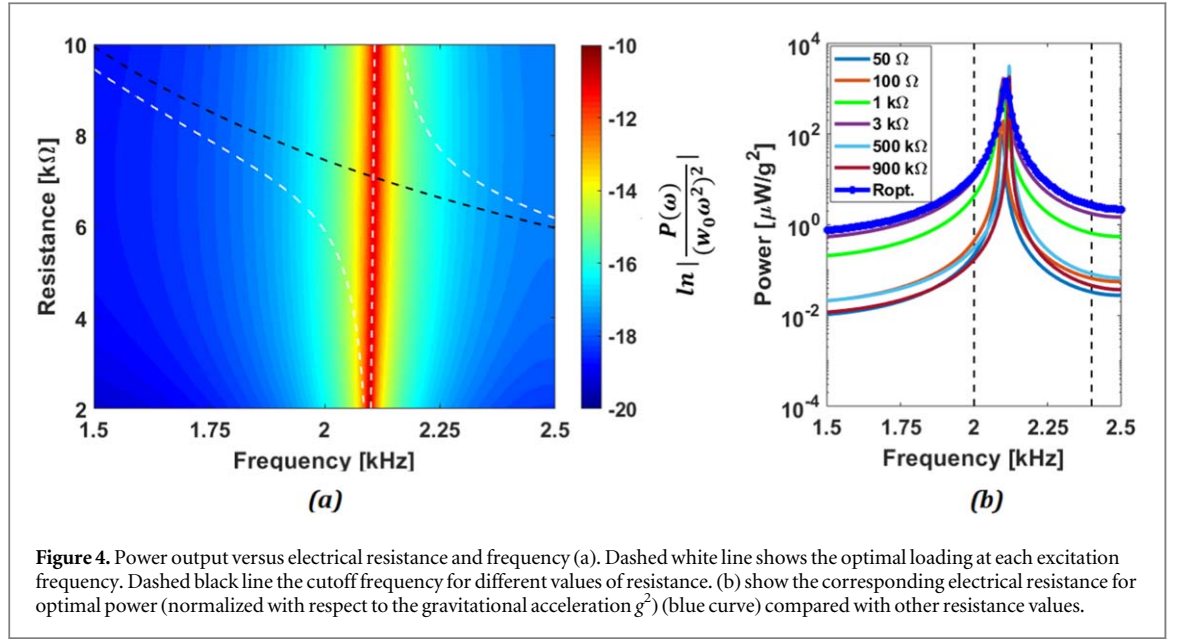 10
8
6
4
2
Resistance [kΩ]
1.5
1.75
2
2.25
2.5
Frequency [kHz]
(a)
-10
-12
-14
-16
-18
-20
ln|P(ω)/(w₀ω²)²|
10⁴
10²
10⁰
10⁻²
10⁻⁴
Power [μW/g²]
50 Ω
100 Ω
1 kΩ
3 kΩ
500 kΩ
900 kΩ
Ropt.
1.5
1.75
2
2.25
2.5
Frequency [kHz]
(b)
Figure 4. Power output versus electrical resistance and frequency (a). Dashed white line shows the optimal loading at each excitation
frequency. Dashed black line the cutoff frequency for different values of resistance. (b) show the corresponding electrical resistance for
optimal power (normalized with respect to the gravitational acceleration g²) (blue curve) compared with other resistance values.